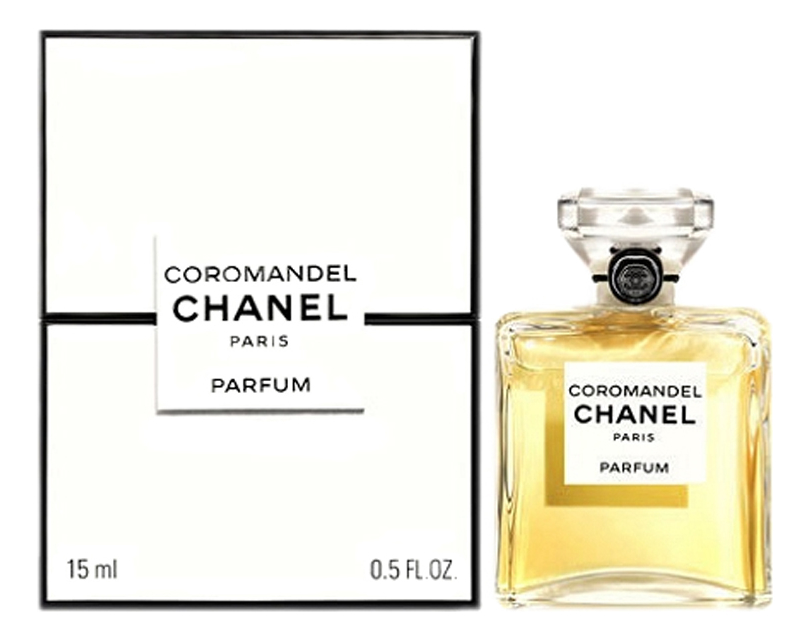 COROMANDEL
CHANEL
PARIS
PARFUM
15 ml
0.5 FL.OZ.
COROMANDEL
CHANEL
PARIS
PARFUM